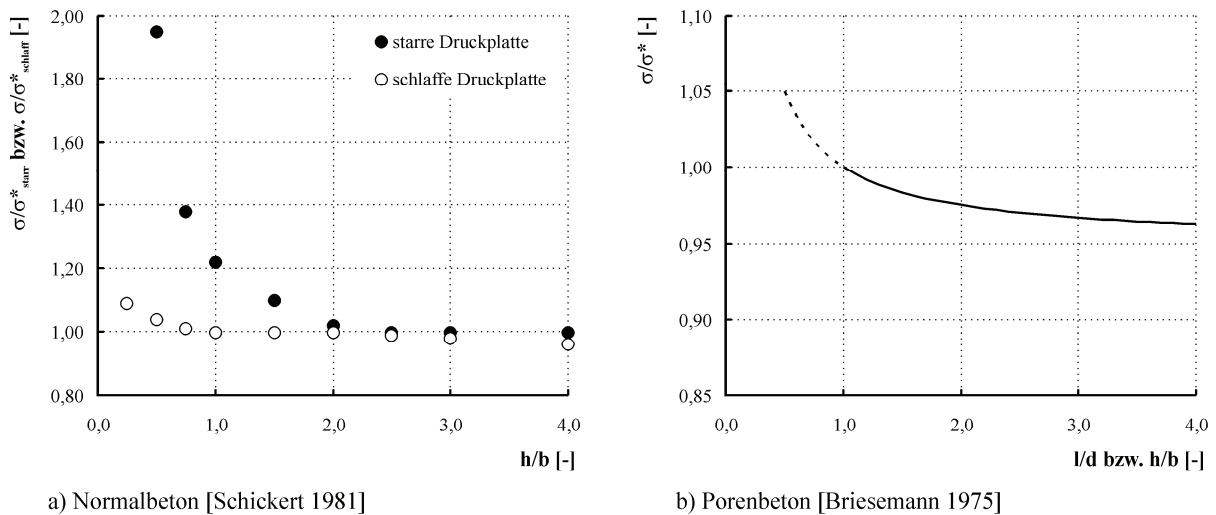 σ/σ*starr bzw. σ/σ*schlaff [-]
2,00
1,80
1,60
1,40
1,20
1,00
0,80
starre Druckplatte
schlaffe Druckplatte
0,0 1,0 2,0 3,0 4,0
h/b [-]
a) Normalbeton [Schickert 1981]
σ/σ* [-]
1,10
1,05
1,00
0,95
0,90
0,85
0,0 1,0 2,0 3,0 4,0
l/d bzw. h/b [-]
b) Porenbeton [Briesemann 1975]